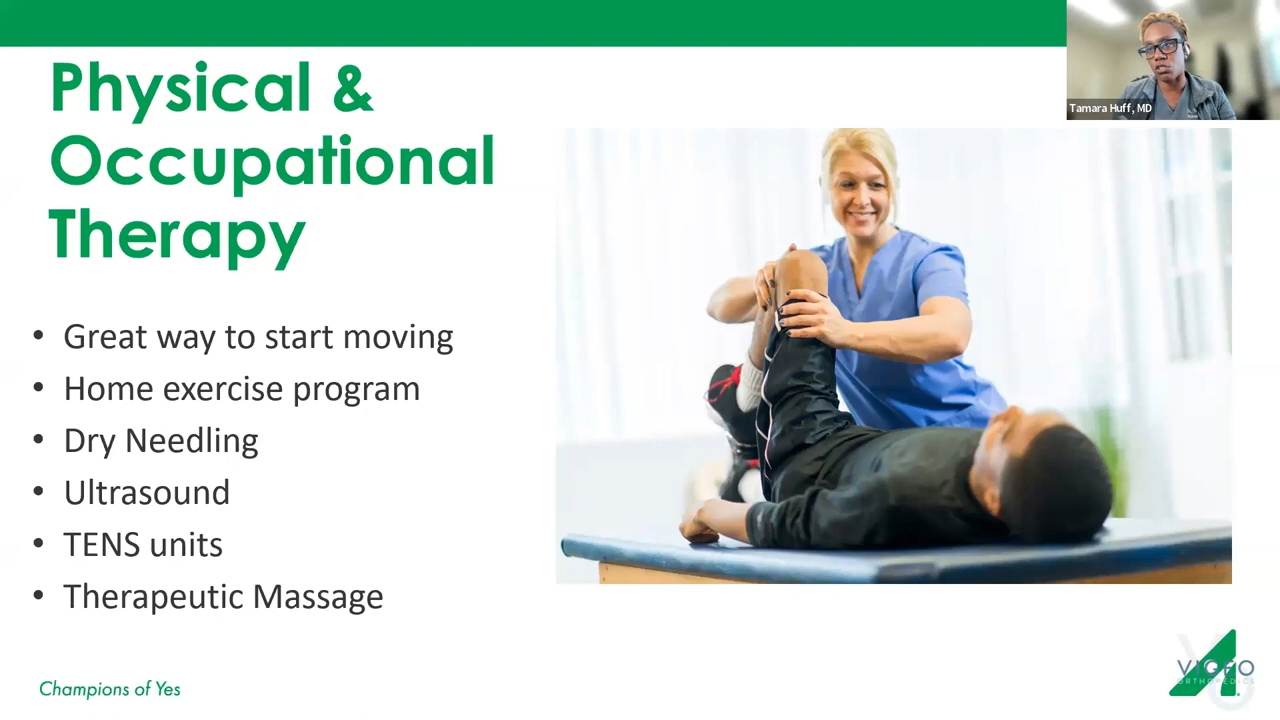 Physical &
Occupational
Therapy
Tamara Huff, MD
• Great way to start moving
• Home exercise program
• Dry Needling
• Ultrasound
• TENS units
• Therapeutic Massage
Champions of Yes
ORTHOPEDICS